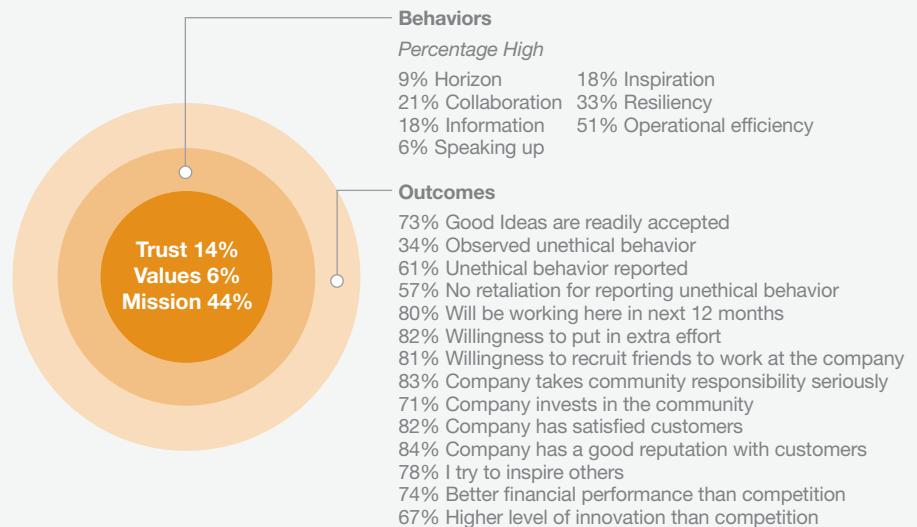 Behaviors
Percentage High
9% Horizon 18% Inspiration
21% Collaboration 33% Resiliency
18% Information 51% Operational efficiency
6% Speaking up
Trust 14%
Values 6%
Mission 44%
Outcomes
73% Good Ideas are readily accepted
34% Observed unethical behavior
61% Unethical behavior reported
57% No retaliation for reporting unethical behavior
80% Will be working here in next 12 months
82% Willingness to put in extra effort
81% Willingness to recruit friends to work at the company
83% Company takes community responsibility seriously
71% Company invests in the community
82% Company has satisfied customers
84% Company has a good reputation with customers
78% I try to inspire others
74% Better financial performance than competition
67% Higher level of innovation than competition